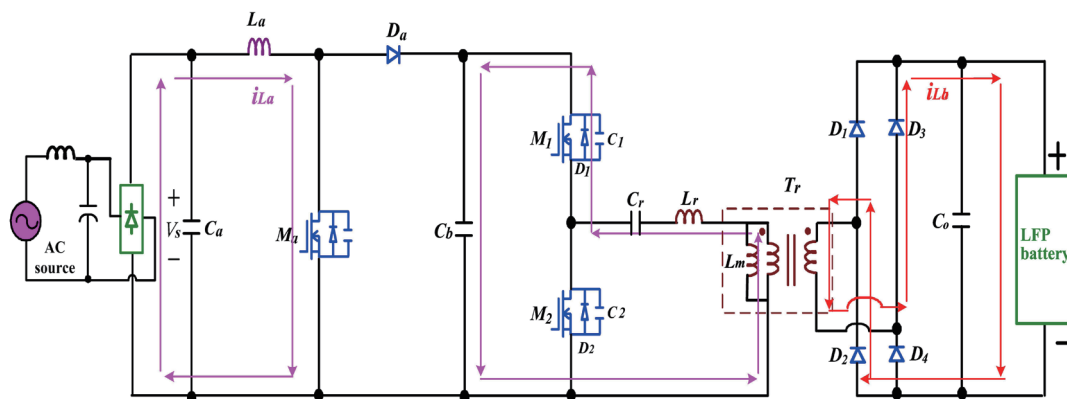 La
Da
iLa
iLb
M1
C1
D1
D1
D3
AC
source
+
Vs
−
Ca
Ma
Cb
Cr
Lr
Tr
Lm
Co
+
LFP
battery
−
M2
C2
D2
D2
D4